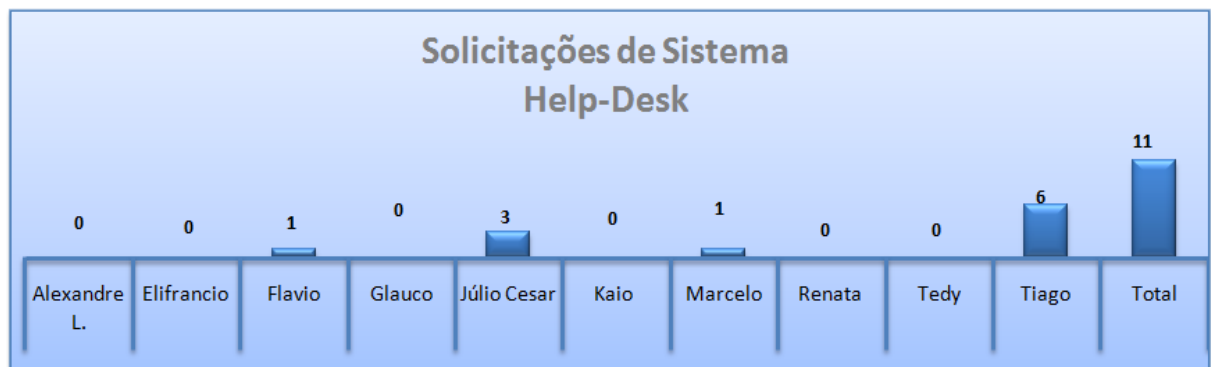 Solicitações de Sistema
Help-Desk
0 0 1 0 3 0 1 0 0 6 11
Alexandre L. Elifrancio Flavio Glauco Júlio Cesar Kaio Marcelo Renata Tedy Tiago Total